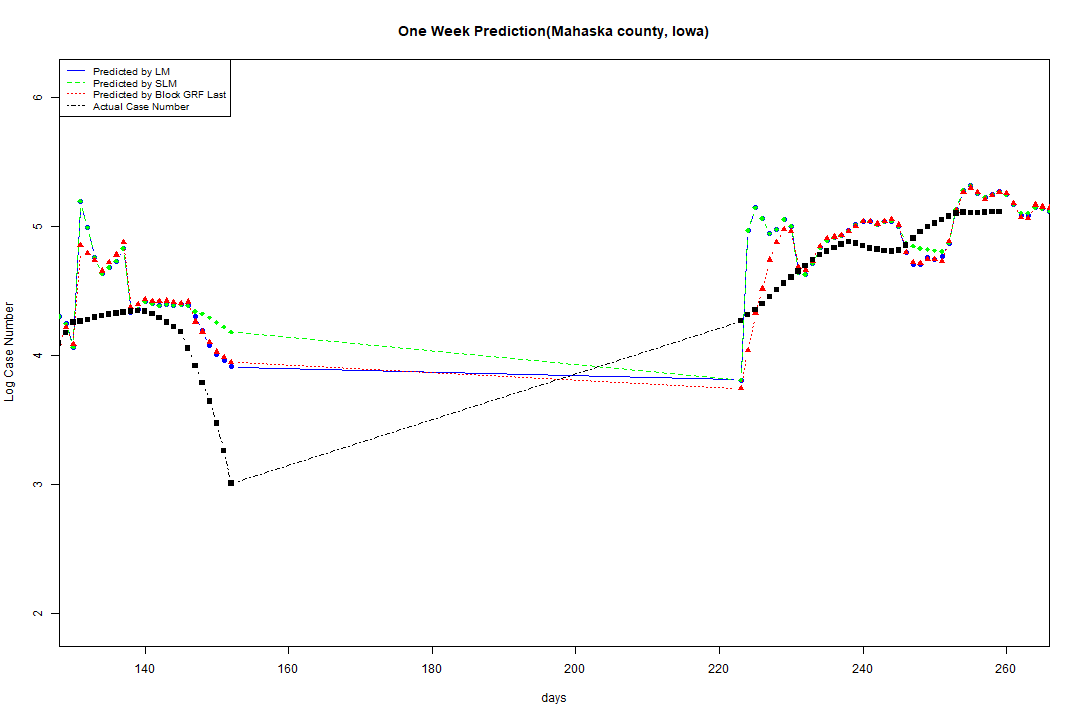 One Week Prediction(Mahaska county, Iowa)
Predicted by LM
Predicted by SLM
Predicted by Block GRF Last
Actual Case Number
6
5
4
3
2
Log Case Number
140 160 180 200 220 240 260
days